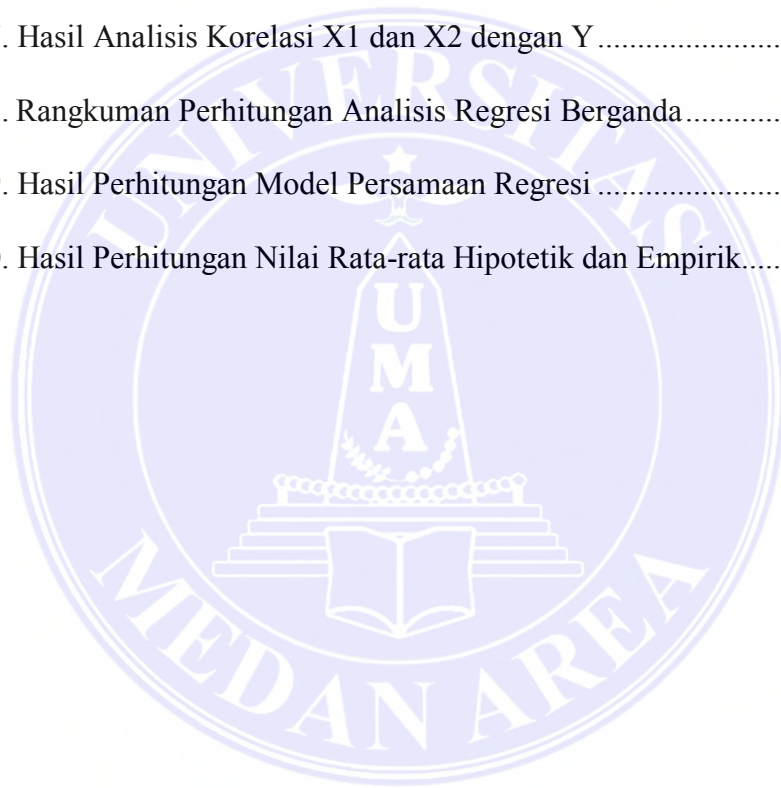 . Hasil Analisis Korelasi X1 dan X2 dengan Y.......................
. Rangkuman Perhitungan Analisis Regresi Berganda............
. Hasil Perhitungan Model Persamaan Regresi.......................
. Hasil Perhitungan Nilai Rata-rata Hipotetik dan Empirik.....
UNIVERSITAS
UMA
MEDAN AREA